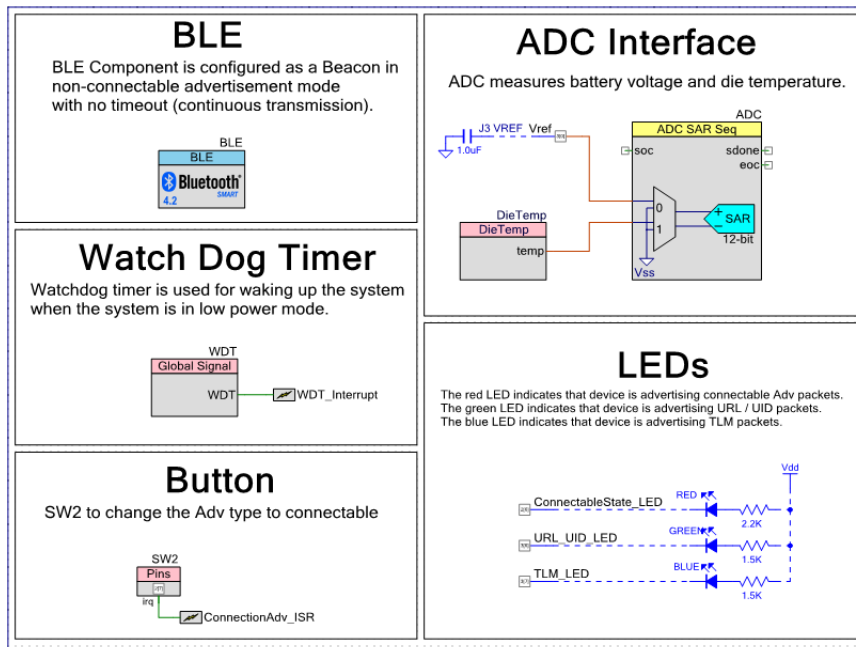 BLE
BLE Component is configured as a Beacon in
non-connectable advertisement mode
with no timeout (continuous transmission).
BLE
BLE
Bluetooth®
SMART
4.2
Watch Dog Timer
Watchdog timer is used for waking up the system
when the system is in low power mode.
WDT
Global Signal
WDT
WDT_Interrupt
Button
SW2 to change the Adv type to connectable
SW2
Pins
irq
ConnectionAdv_ISR
ADC Interface
ADC measures battery voltage and die temperature.
J3 VREF Vref
1.0uF
ADC
ADC SAR Seq
soc
sdone
eoc
0
1
SAR
12-bit
Vss
DieTemp
DieTemp
temp
LEDs
The red LED indicates that device is advertising connectable Adv packets.
The green LED indicates that device is advertising URL / UID packets.
The blue LED indicates that device is advertising TLM packets.
Vdd
ConnectableState_LED
RED
2.2K
URL_UID_LED
GREEN
1.5K
TLM_LED
BLUE
1.5K